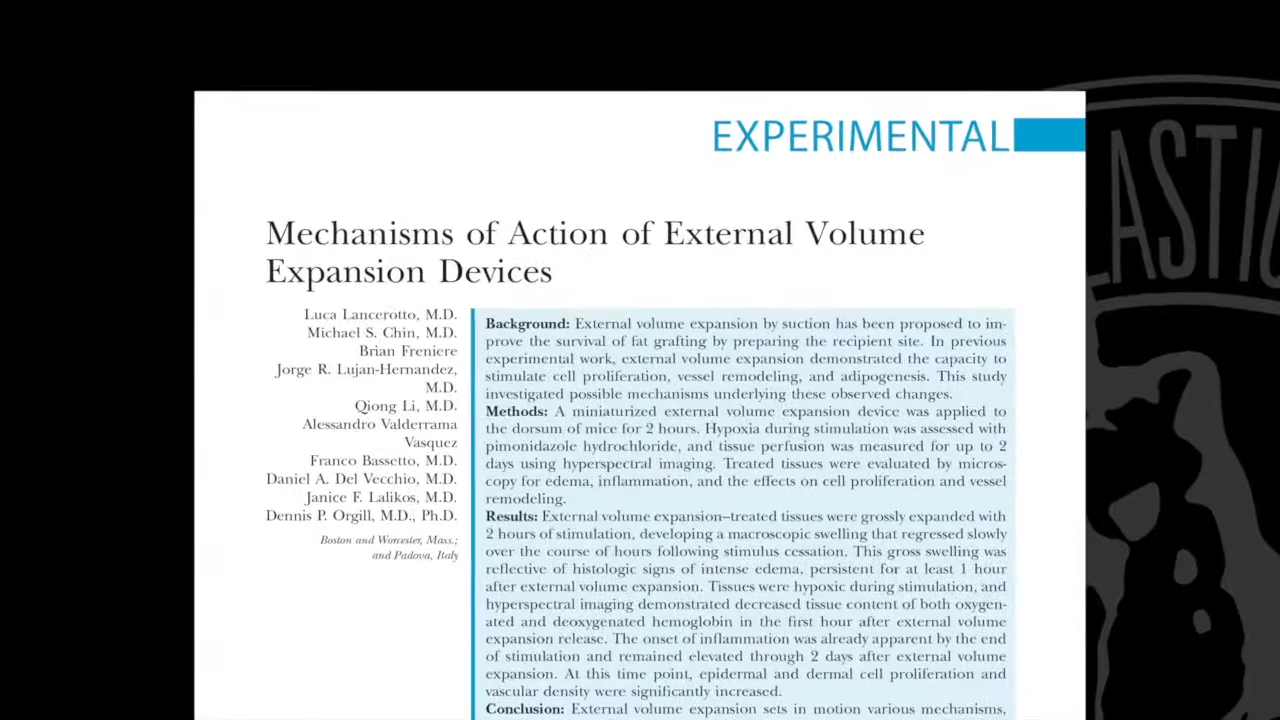 EXPERIMENTAL
Mechanisms of Action of External Volume
Expansion Devices
Luca Lancerotto, M.D.
Michael S. Chin, M.D.
Brian Freniere
Jorge R. Lujan-Hernandez,
M.D.
Qiong Li, M.D.
Alessandro Valderrama
Vasquez
Franco Bassetto, M.D.
Daniel A. Del Vecchio, M.D.
Janice F. Lalikos, M.D.
Dennis P. Orgill, M.D., Ph.D.
Boston and Worcester, Mass.;
and Padova, Italy
Background: External volume expansion by suction has been proposed to im-
prove the survival of fat grafting by preparing the recipient site. In previous
experimental work, external volume expansion demonstrated the capacity to
stimulate cell proliferation, vessel remodeling, and adipogenesis. This study
investigated possible mechanisms underlying these observed changes.
Methods: A miniaturized external volume expansion device was applied to
the dorsum of mice for 2 hours. Hypoxia during stimulation was assessed with
pimonidazole hydrochloride, and tissue perfusion was measured for up to 2
days using hyperspectral imaging. Treated tissues were evaluated by micros-
copy for edema, inflammation, and the effects on cell proliferation and vessel
remodeling.
Results: External volume expansion–treated tissues were grossly expanded with
2 hours of stimulation, developing a macroscopic swelling that regressed slowly
over the course of hours following stimulus cessation. This gross swelling was
reflective of histologic signs of intense edema, persistent for at least 1 hour
after external volume expansion. Tissues were hypoxic during stimulation, and
hyperspectral imaging demonstrated decreased tissue content of both oxygen-
ated and deoxygenated hemoglobin in the first hour after external volume
expansion release. The onset of inflammation was already apparent by the end
of stimulation and remained elevated through 2 days after external volume
expansion. At this time point, epidermal and dermal cell proliferation and
vascular density were significantly increased.
Conclusion: External volume expansion sets in motion various mechanisms,
LASTIC